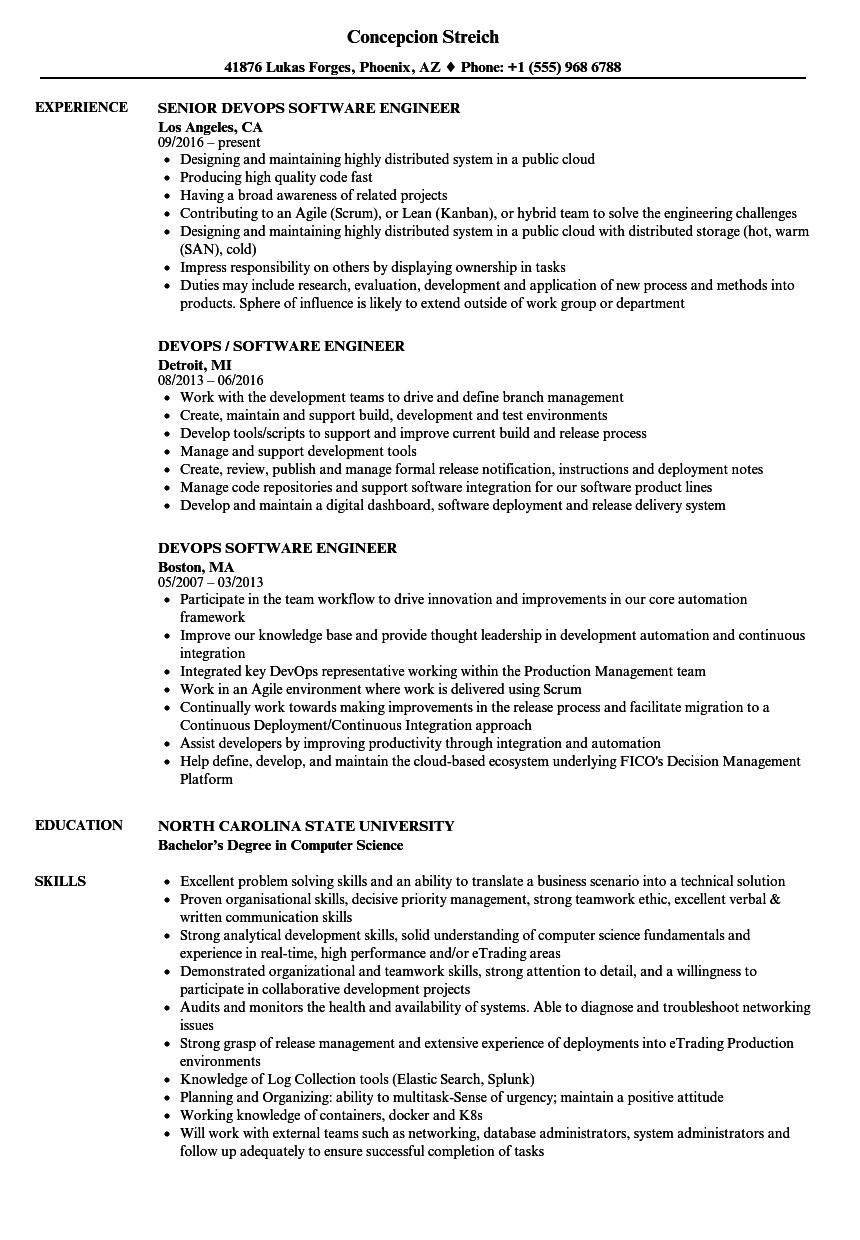 Concepcion Streich
41876 Lukas Forges, Phoenix, AZ ♦ Phone: +1 (555) 968 6788
EXPERIENCE
SENIOR DEVOPS SOFTWARE ENGINEER
Los Angeles, CA
09/2016 – present
• Designing and maintaining highly distributed system in a public cloud
• Producing high quality code fast
• Having a broad awareness of related projects
• Contributing to an Agile (Scrum), or Lean (Kanban), or hybrid team to solve the engineering challenges
• Designing and maintaining highly distributed system in a public cloud with distributed storage (hot, warm
(SAN), cold)
• Impress responsibility on others by displaying ownership in tasks
• Duties may include research, evaluation, development and application of new process and methods into
products. Sphere of influence is likely to extend outside of work group or department
DEVOPS / SOFTWARE ENGINEER
Detroit, MI
08/2013 – 06/2016
• Work with the development teams to drive and define branch management
• Create, maintain and support build, development and test environments
• Develop tools/scripts to support and improve current build and release process
• Manage and support development tools
• Create, review, publish and manage formal release notification, instructions and deployment notes
• Manage code repositories and support software integration for our software product lines
• Develop and maintain a digital dashboard, software deployment and release delivery system
DEVOPS SOFTWARE ENGINEER
Boston, MA
05/2007 – 03/2013
• Participate in the team workflow to drive innovation and improvements in our core automation
framework
• Improve our knowledge base and provide thought leadership in development automation and continuous
integration
• Integrated key DevOps representative working within the Production Management team
• Work in an Agile environment where work is delivered using Scrum
• Continually work towards making improvements in the release process and facilitate migration to a
Continuous Deployment/Continuous Integration approach
• Assist developers by improving productivity through integration and automation
• Help define, develop, and maintain the cloud-based ecosystem underlying FICO's Decision Management
Platform
EDUCATION
NORTH CAROLINA STATE UNIVERSITY
Bachelor's Degree in Computer Science
SKILLS
• Excellent problem solving skills and an ability to translate a business scenario into a technical solution
• Proven organisational skills, decisive priority management, strong teamwork ethic, excellent verbal &
written communication skills
• Strong analytical development skills, solid understanding of computer science fundamentals and
experience in real-time, high performance and/or eTrading areas
• Demonstrated organizational and teamwork skills, strong attention to detail, and a willingness to
participate in collaborative development projects
• Audits and monitors the health and availability of systems. Able to diagnose and troubleshoot networking
issues
• Strong grasp of release management and extensive experience of deployments into eTrading Production
environments
• Knowledge of Log Collection tools (Elastic Search, Splunk)
• Planning and Organizing: ability to multitask-Sense of urgency; maintain a positive attitude
• Working knowledge of containers, docker and K8s
• Will work with external teams such as networking, database administrators, system administrators and
follow up adequately to ensure successful completion of tasks